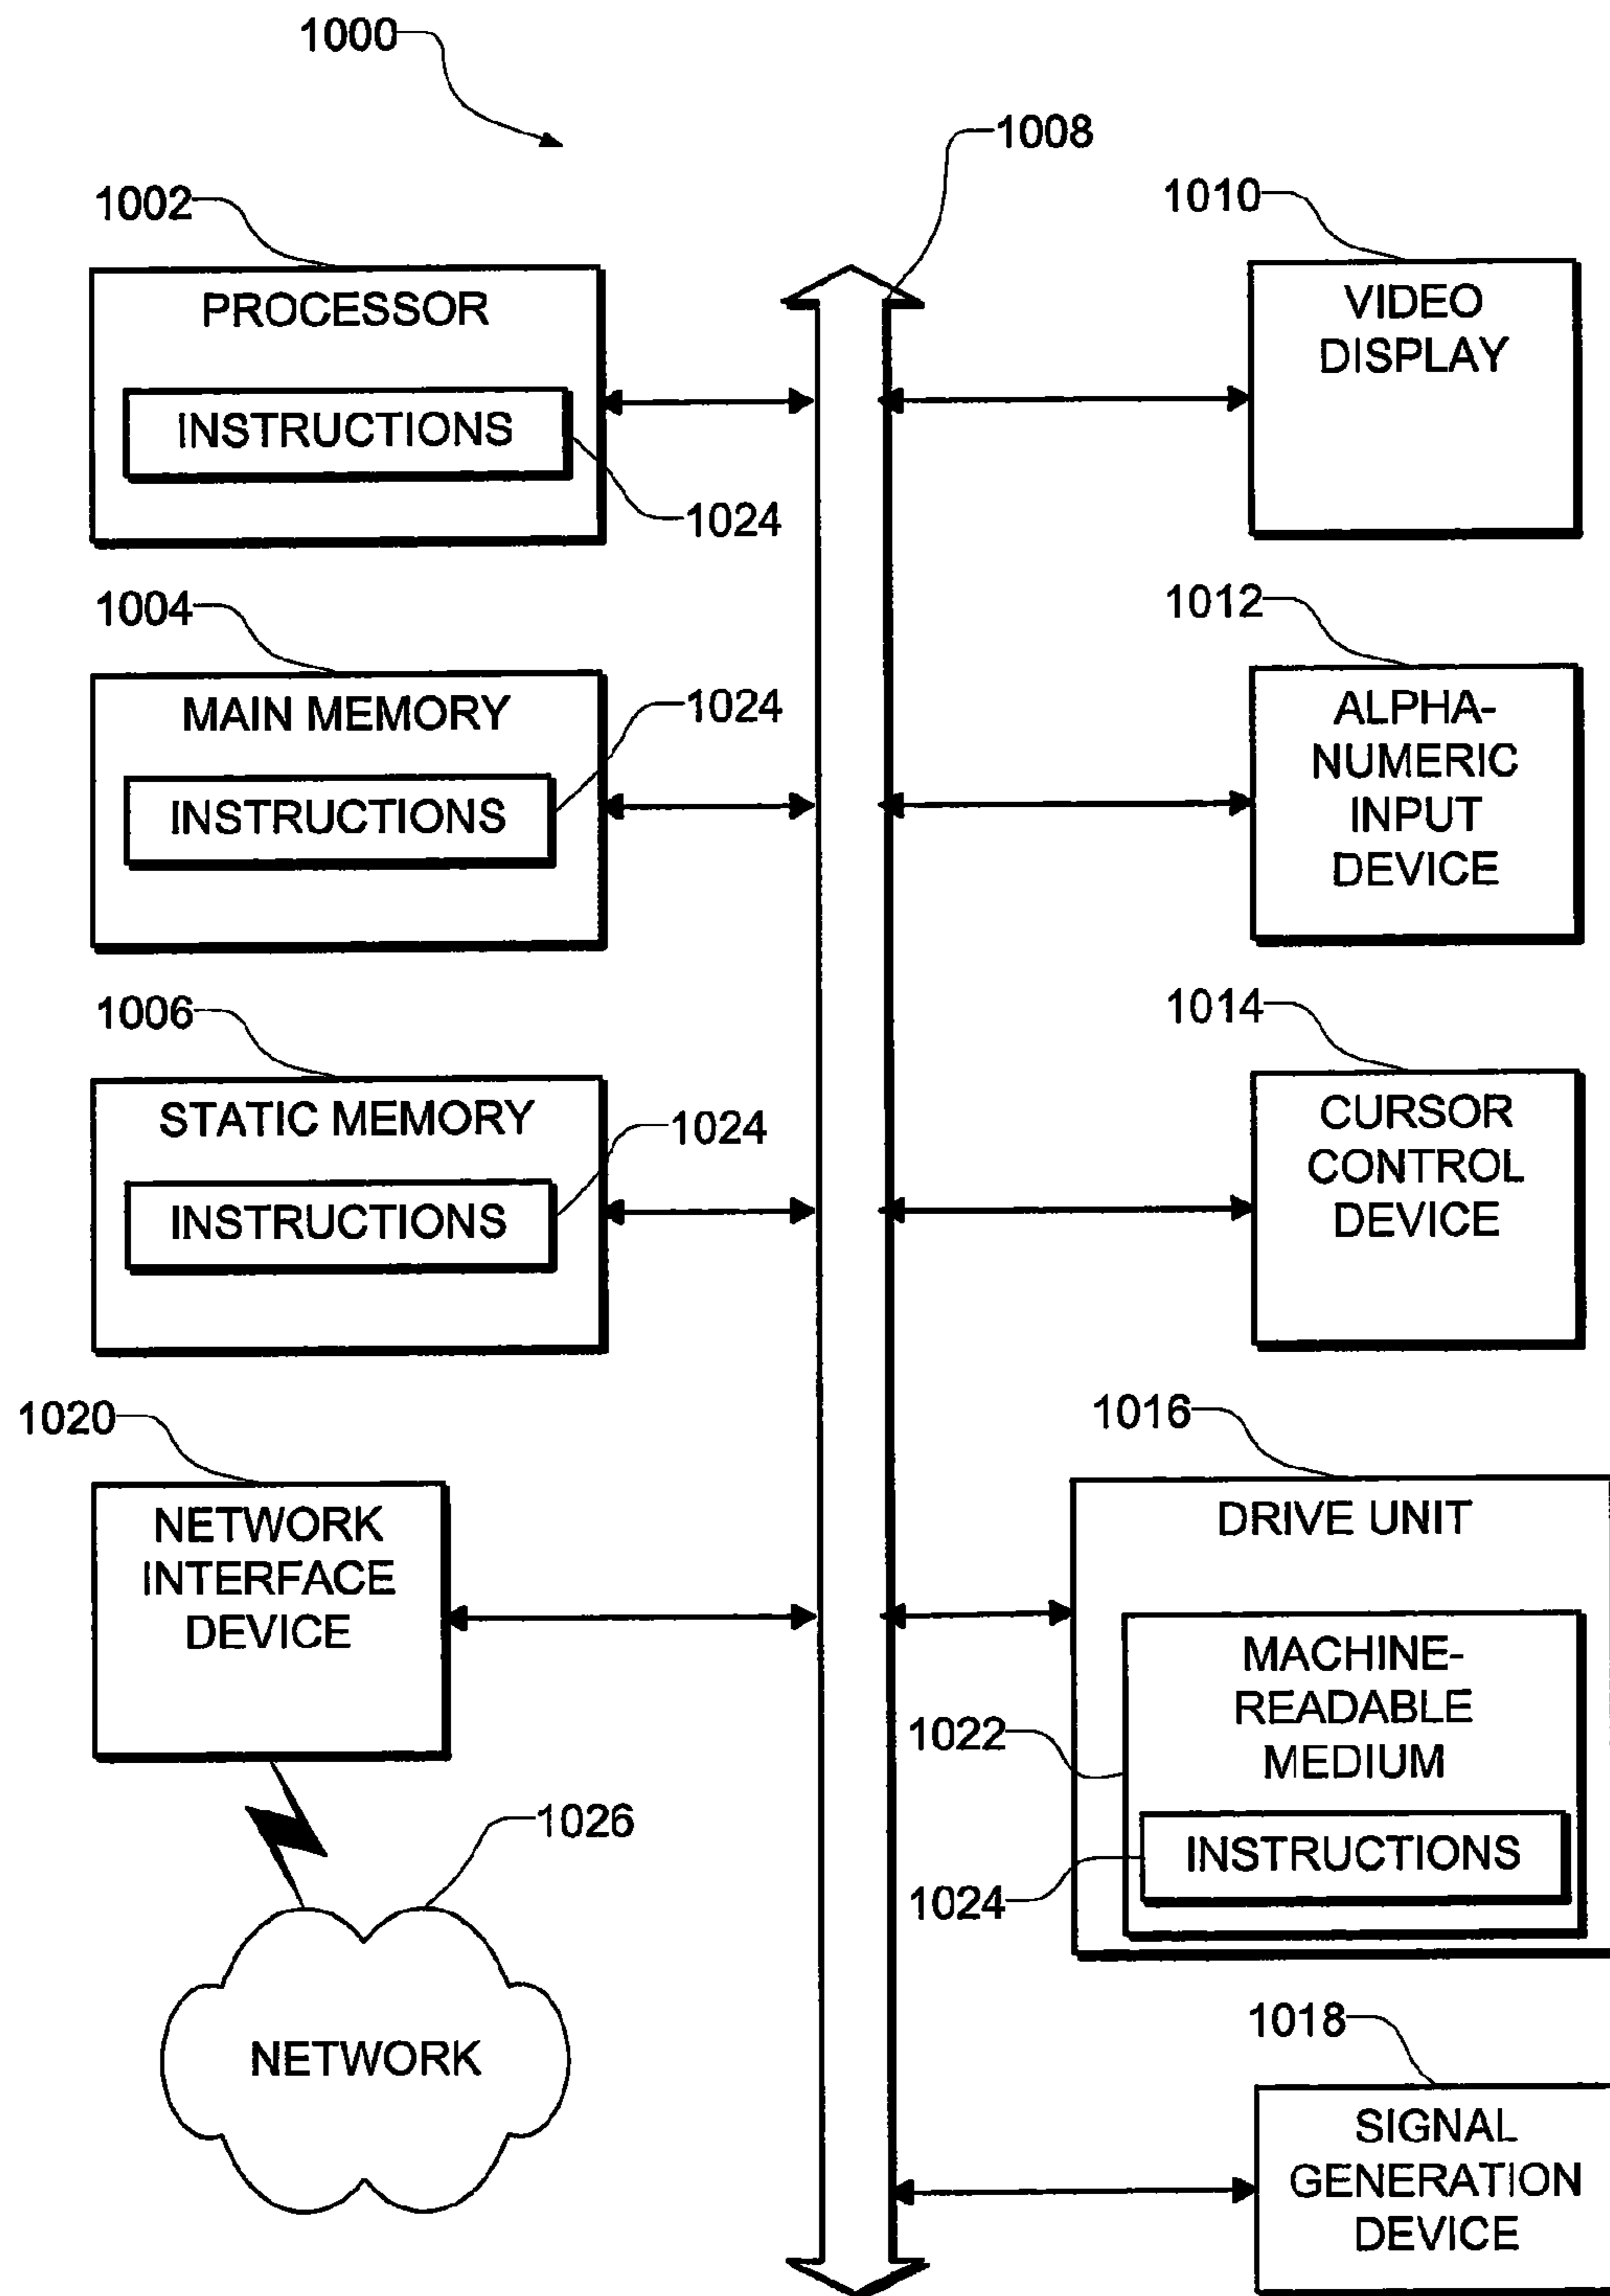 1000
1008
1002
PROCESSOR
INSTRUCTIONS
1024
1010
VIDEO
DISPLAY
1004
MAIN MEMORY
1024
INSTRUCTIONS
1012
ALPHA-
NUMERIC
INPUT
DEVICE
1006
STATIC MEMORY
1024
INSTRUCTIONS
1014
CURSOR
CONTROL
DEVICE
1020
NETWORK
INTERFACE
DEVICE
1016
DRIVE UNIT
MACHINE-
READABLE
MEDIUM
1022
INSTRUCTIONS
1024
1026
NETWORK
1018
SIGNAL
GENERATION
DEVICE